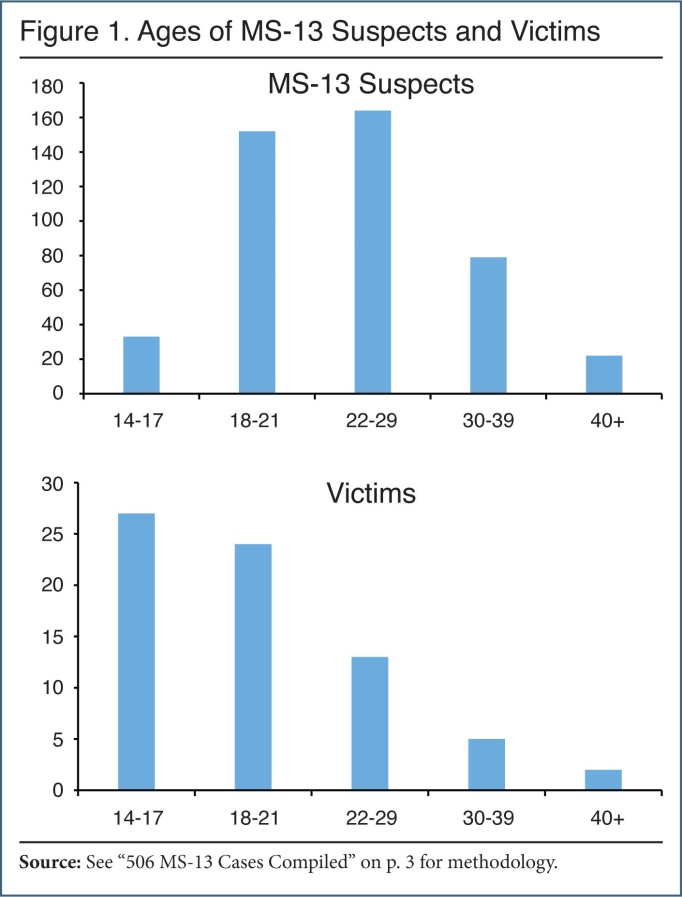 Figure 1. Ages of MS-13 Suspects and Victims
MS-13 Suspects
180
160
140
120
100
80
60
40
20
0
14-17 18-21 22-29 30-39 40+
Victims
30
25
20
15
10
5
0
14-17 18-21 22-29 30-39 40+
Source: See “506 MS-13 Cases Compiled” on p. 3 for methodology.